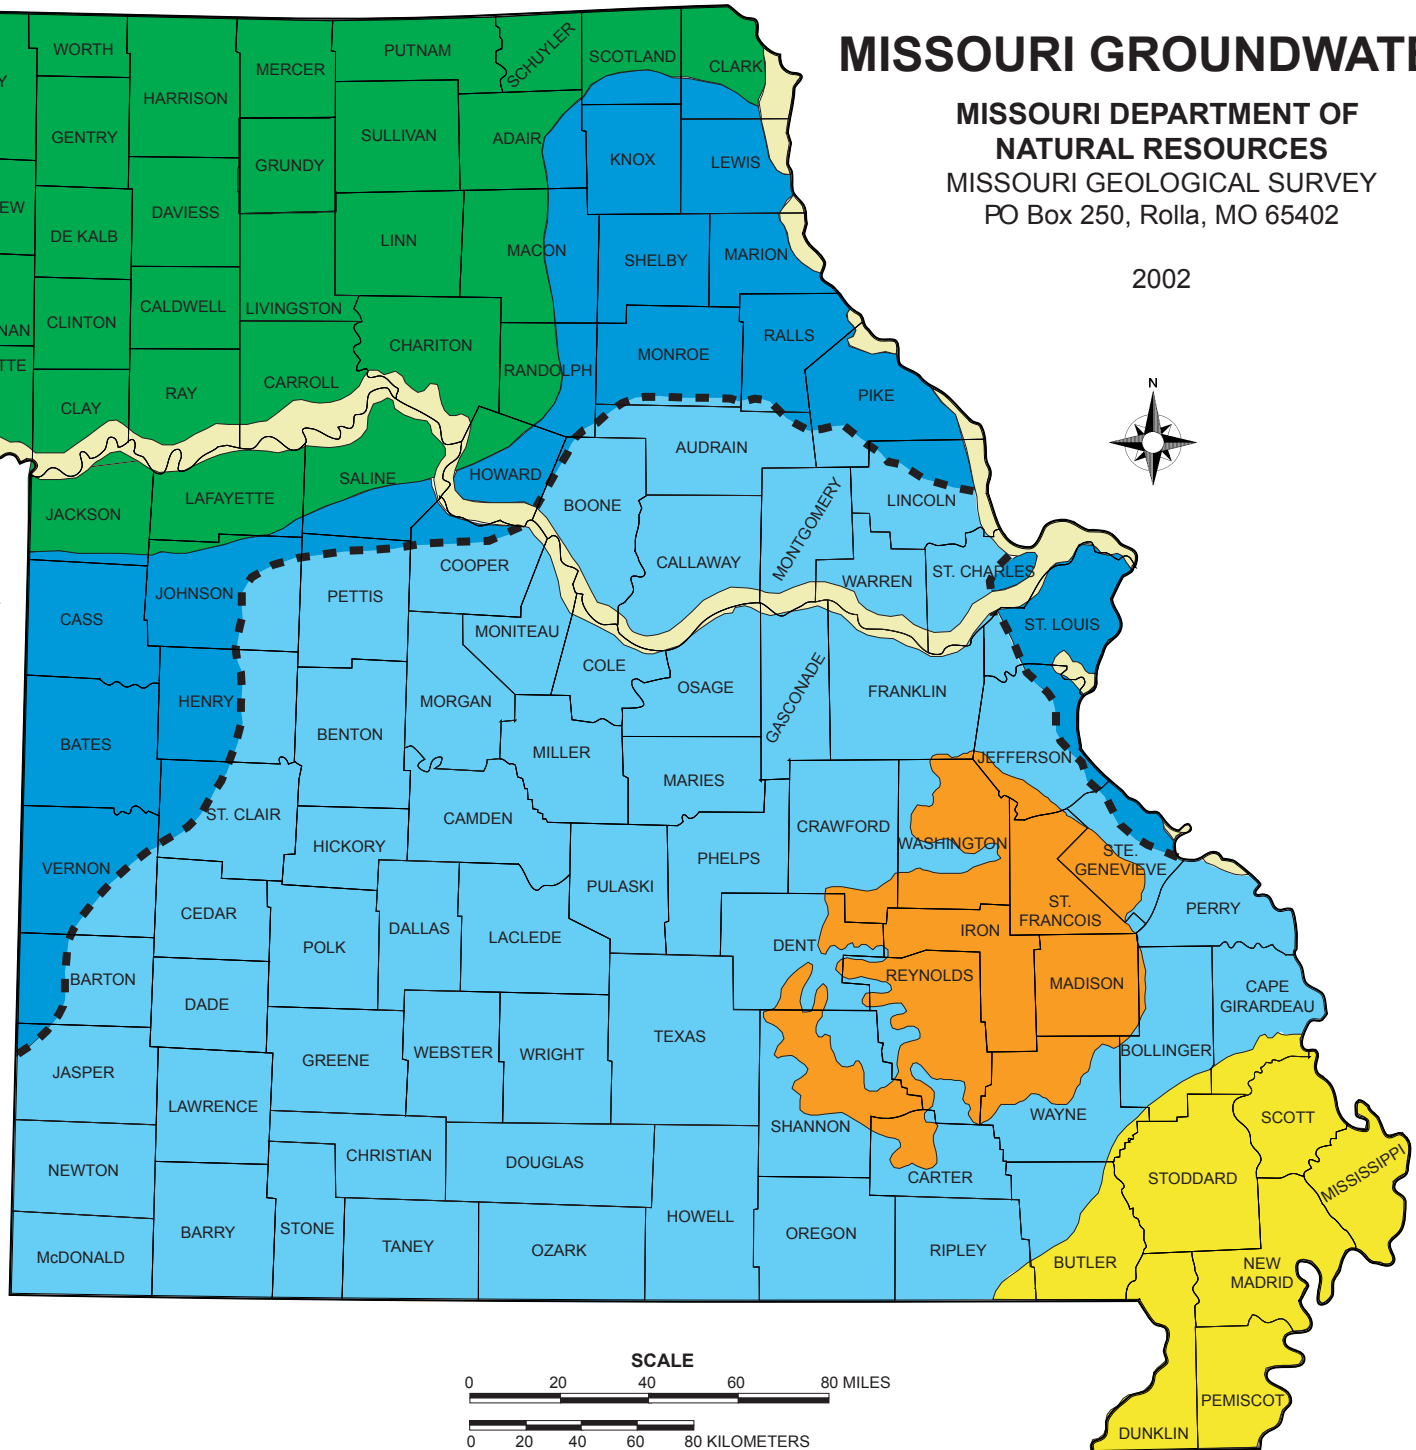 MISSOURI GROUNDWATE
MISSOURI DEPARTMENT OF
NATURAL RESOURCES
MISSOURI GEOLOGICAL SURVEY
PO Box 250, Rolla, MO 65402
2002
N
WORTH
PUTNAM
SCHUYLER
SCOTLAND
CLARK
MERCER
Y
HARRISON
GENTRY
SULLIVAN
ADAIR
KNOX
LEWIS
GRUNDY
EW
DAVIESS
DE KALB
LINN
MACON
SHELBY
MARION
CALDWELL
LIVINGSTON
NAN
CLINTON
CHARITON
RALLS
MONROE
TTE
RANDOLPH
CARROLL
RAY
CLAY
PIKE
AUDRAIN
HOWARD
SALINE
LAFAYETTE
JACKSON
BOONE
MONTGOMERY
LINCOLN
COOPER
CALLAWAY
WARREN
ST. CHARLES
JOHNSON
PETTIS
CASS
MONITEAU
ST. LOUIS
COLE
HENRY
MORGAN
OSAGE
GASCONADE
FRANKLIN
BATES
BENTON
MILLER
JEFFERSON
MARIES
ST. CLAIR
CAMDEN
CRAWFORD
WASHINGTON
HICKORY
PHELPS
STE.
GENEVIEVE
VERNON
PULASKI
CEDAR
POLK
DALLAS
LACLEDE
DENT
IRON
ST.
FRANCOIS
PERRY
BARTON
REYNOLDS
MADISON
CAPE
GIRARDEAU
DADE
TEXAS
GREENE
WEBSTER
WRIGHT
BOLLINGER
JASPER
LAWRENCE
SHANNON
WAYNE
SCOTT
NEWTON
CHRISTIAN
DOUGLAS
CARTER
STODDARD
MISSISSIPPI
McDONALD
BARRY
STONE
TANEY
OZARK
HOWELL
OREGON
RIPLEY
BUTLER
NEW
MADRID
PEMISCOT
DUNKLIN
SCALE
0 20 40 60 80 MILES
0 20 40 60 80 KILOMETERS